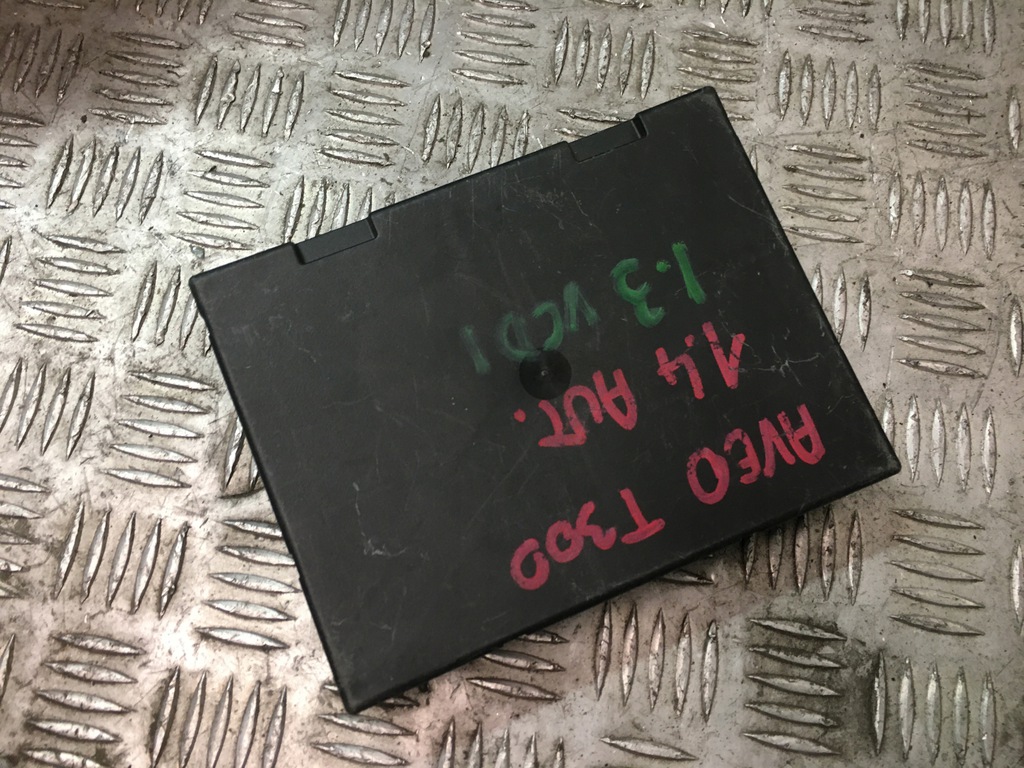 AVEO T300
1.4 AUT.
1.3 VCDI